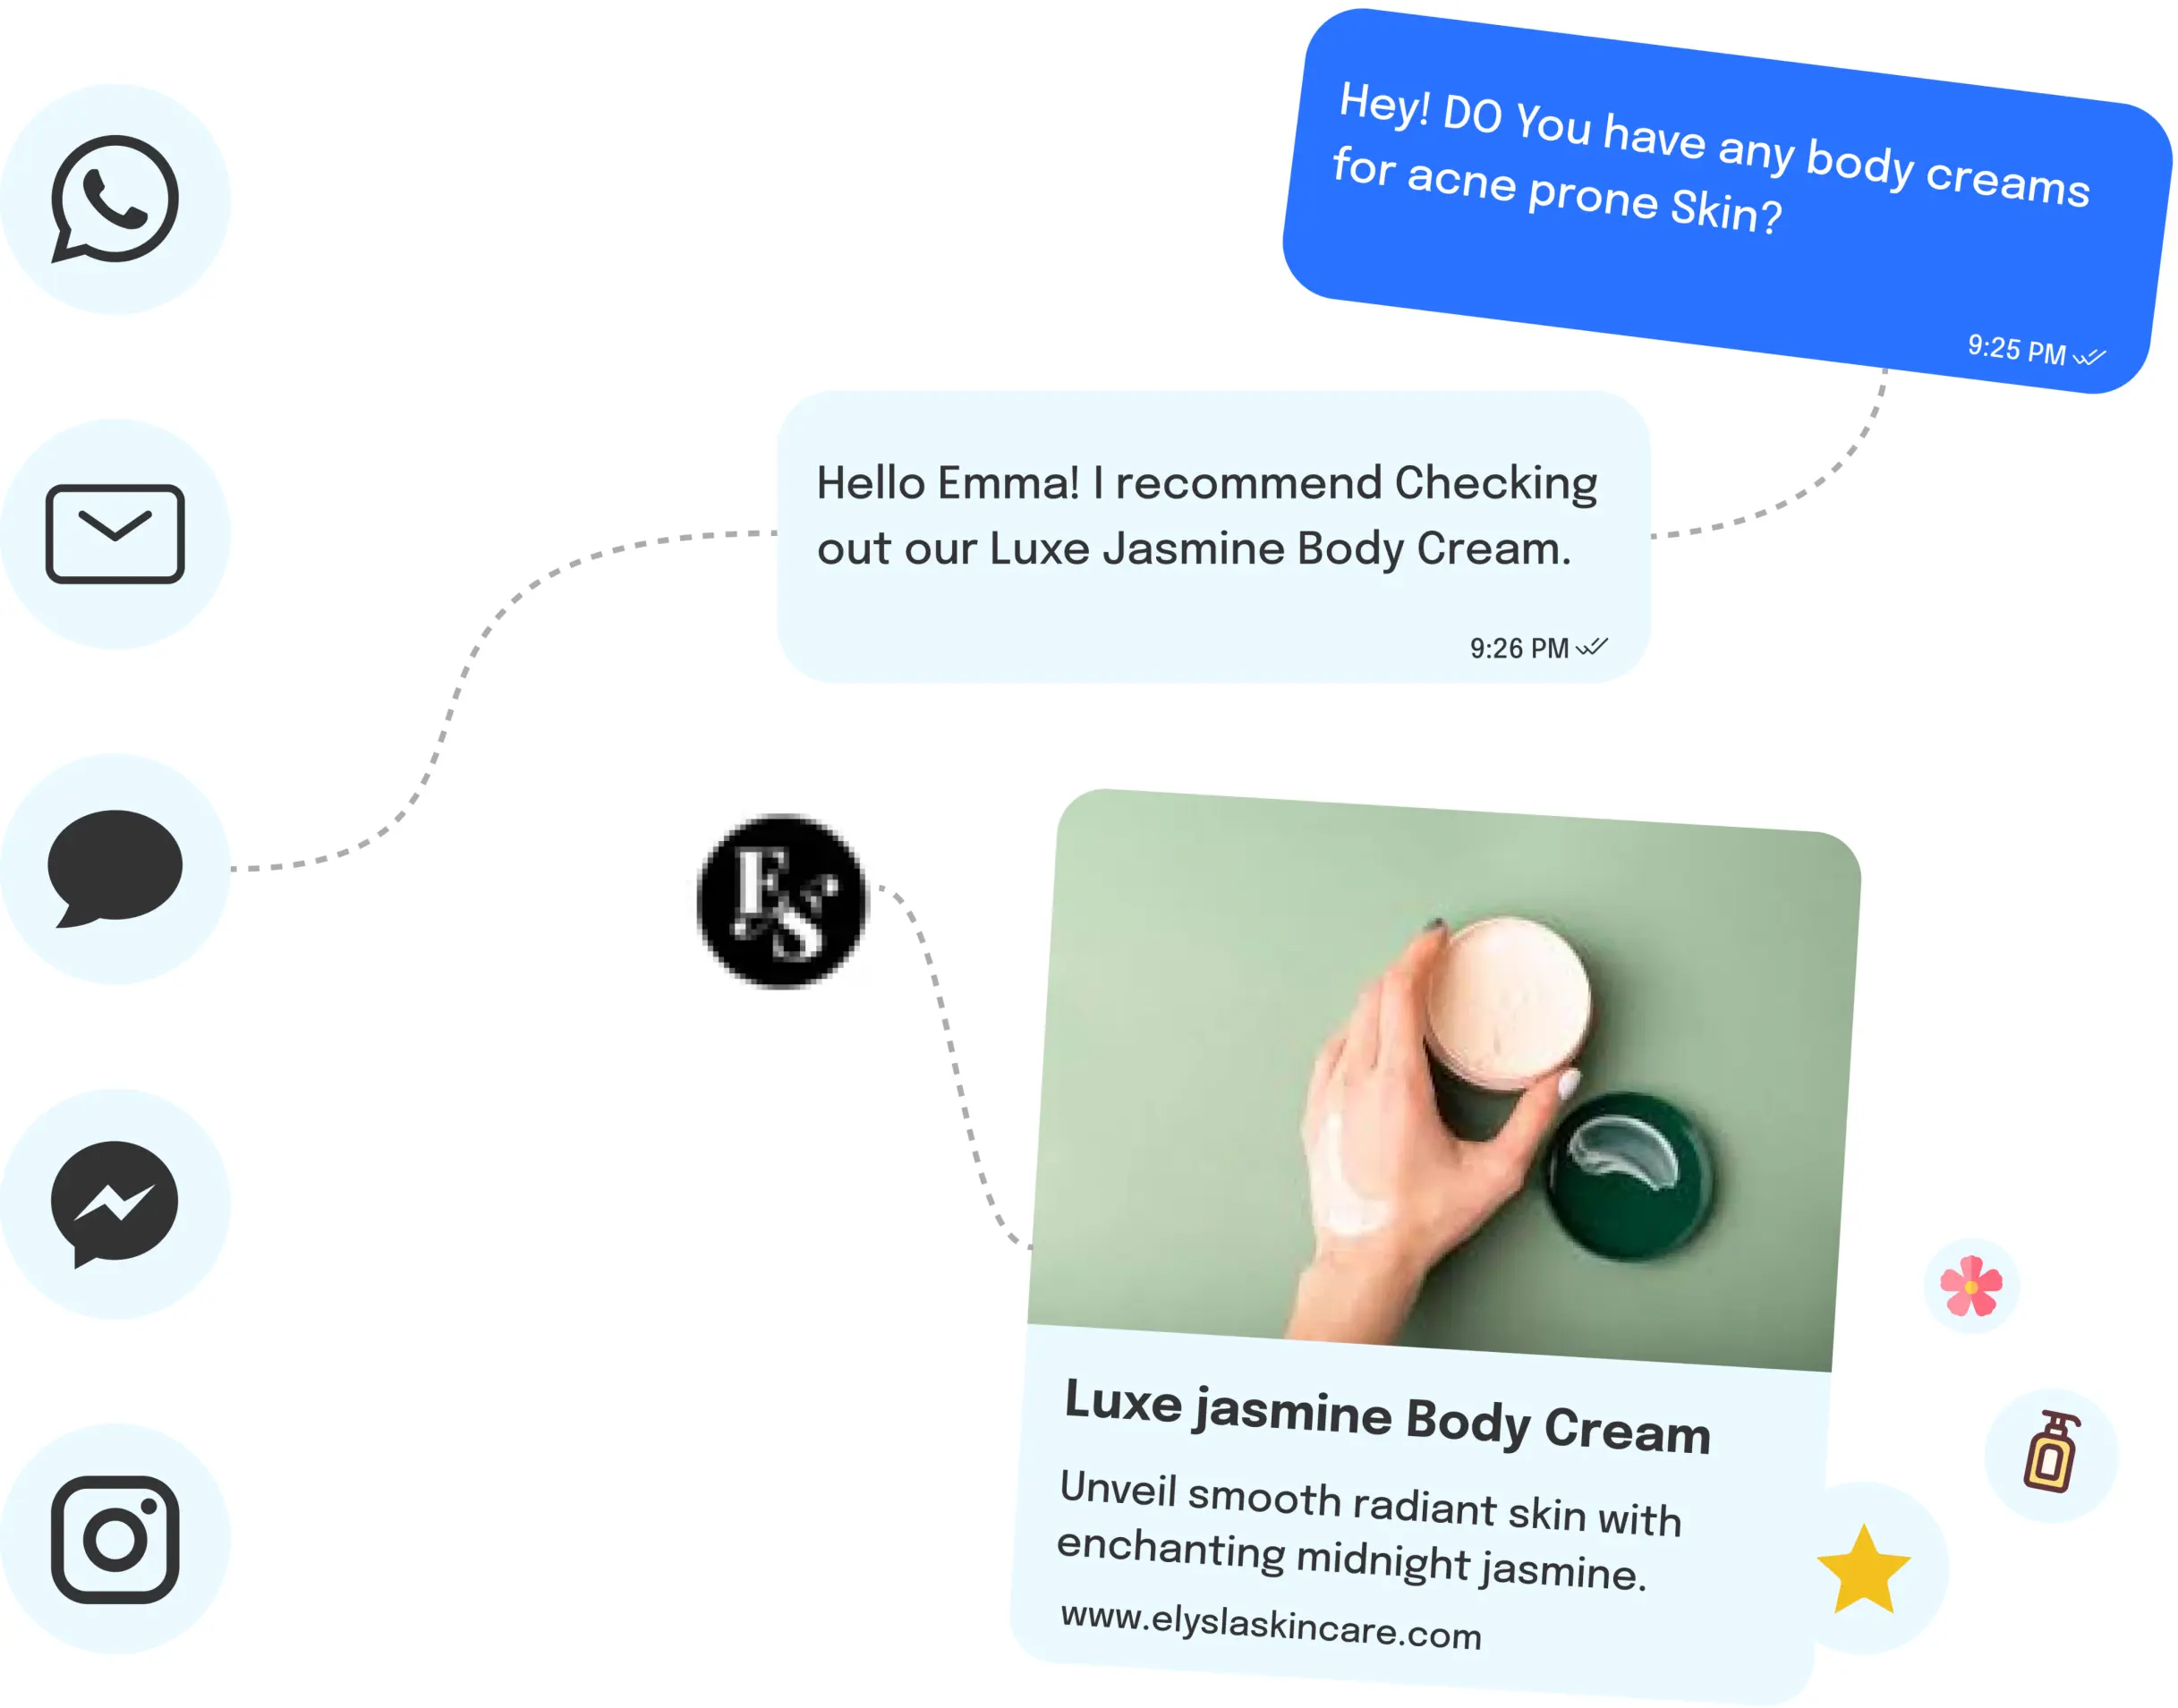 Hey! DO You have any body creams
for acne prone Skin?
9:25 PM
Hello Emma! I recommend Checking
out our Luxe Jasmine Body Cream.
9:26 PM
ES
Luxe jasmine Body Cream
Unveil smooth radiant skin with
enchanting midnight jasmine.
www.elyslaskincare.com